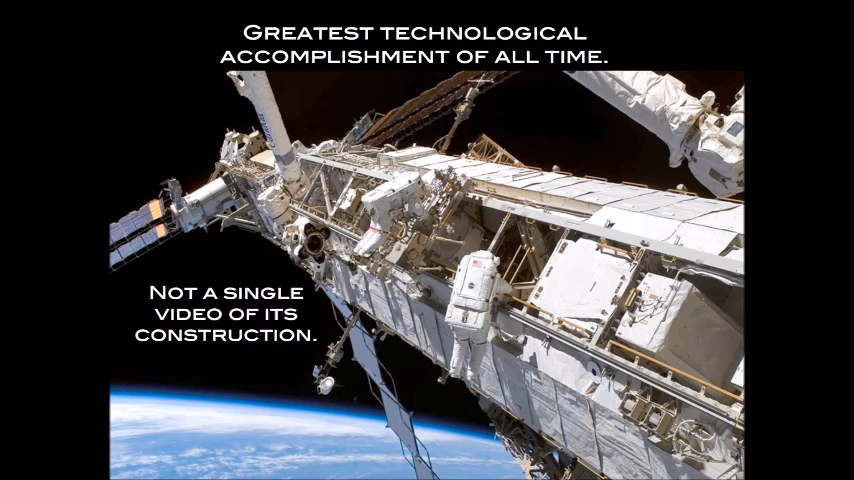 Greatest technological
accomplishment of all time.
Not a single
video of its
construction.